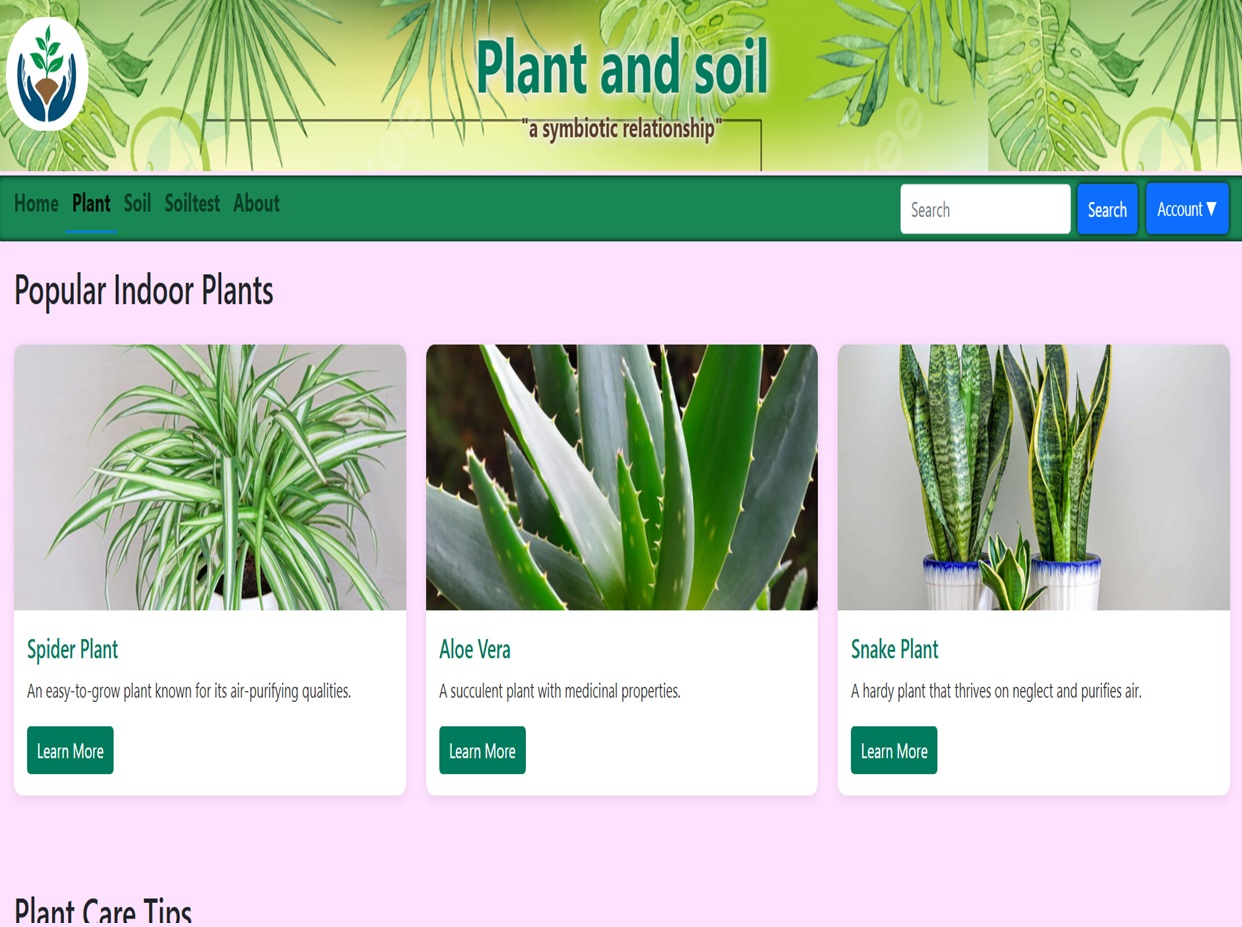 Plant and soil
"a symbiotic relationship"
Home Plant Soil Soiltest About Search Search Account ▼
Popular Indoor Plants
Spider Plant
An easy-to-grow plant known for its air-purifying qualities.
Learn More
Aloe Vera
A succulent plant with medicinal properties.
Learn More
Snake Plant
A hardy plant that thrives on neglect and purifies air.
Learn More
Plant Care Tips